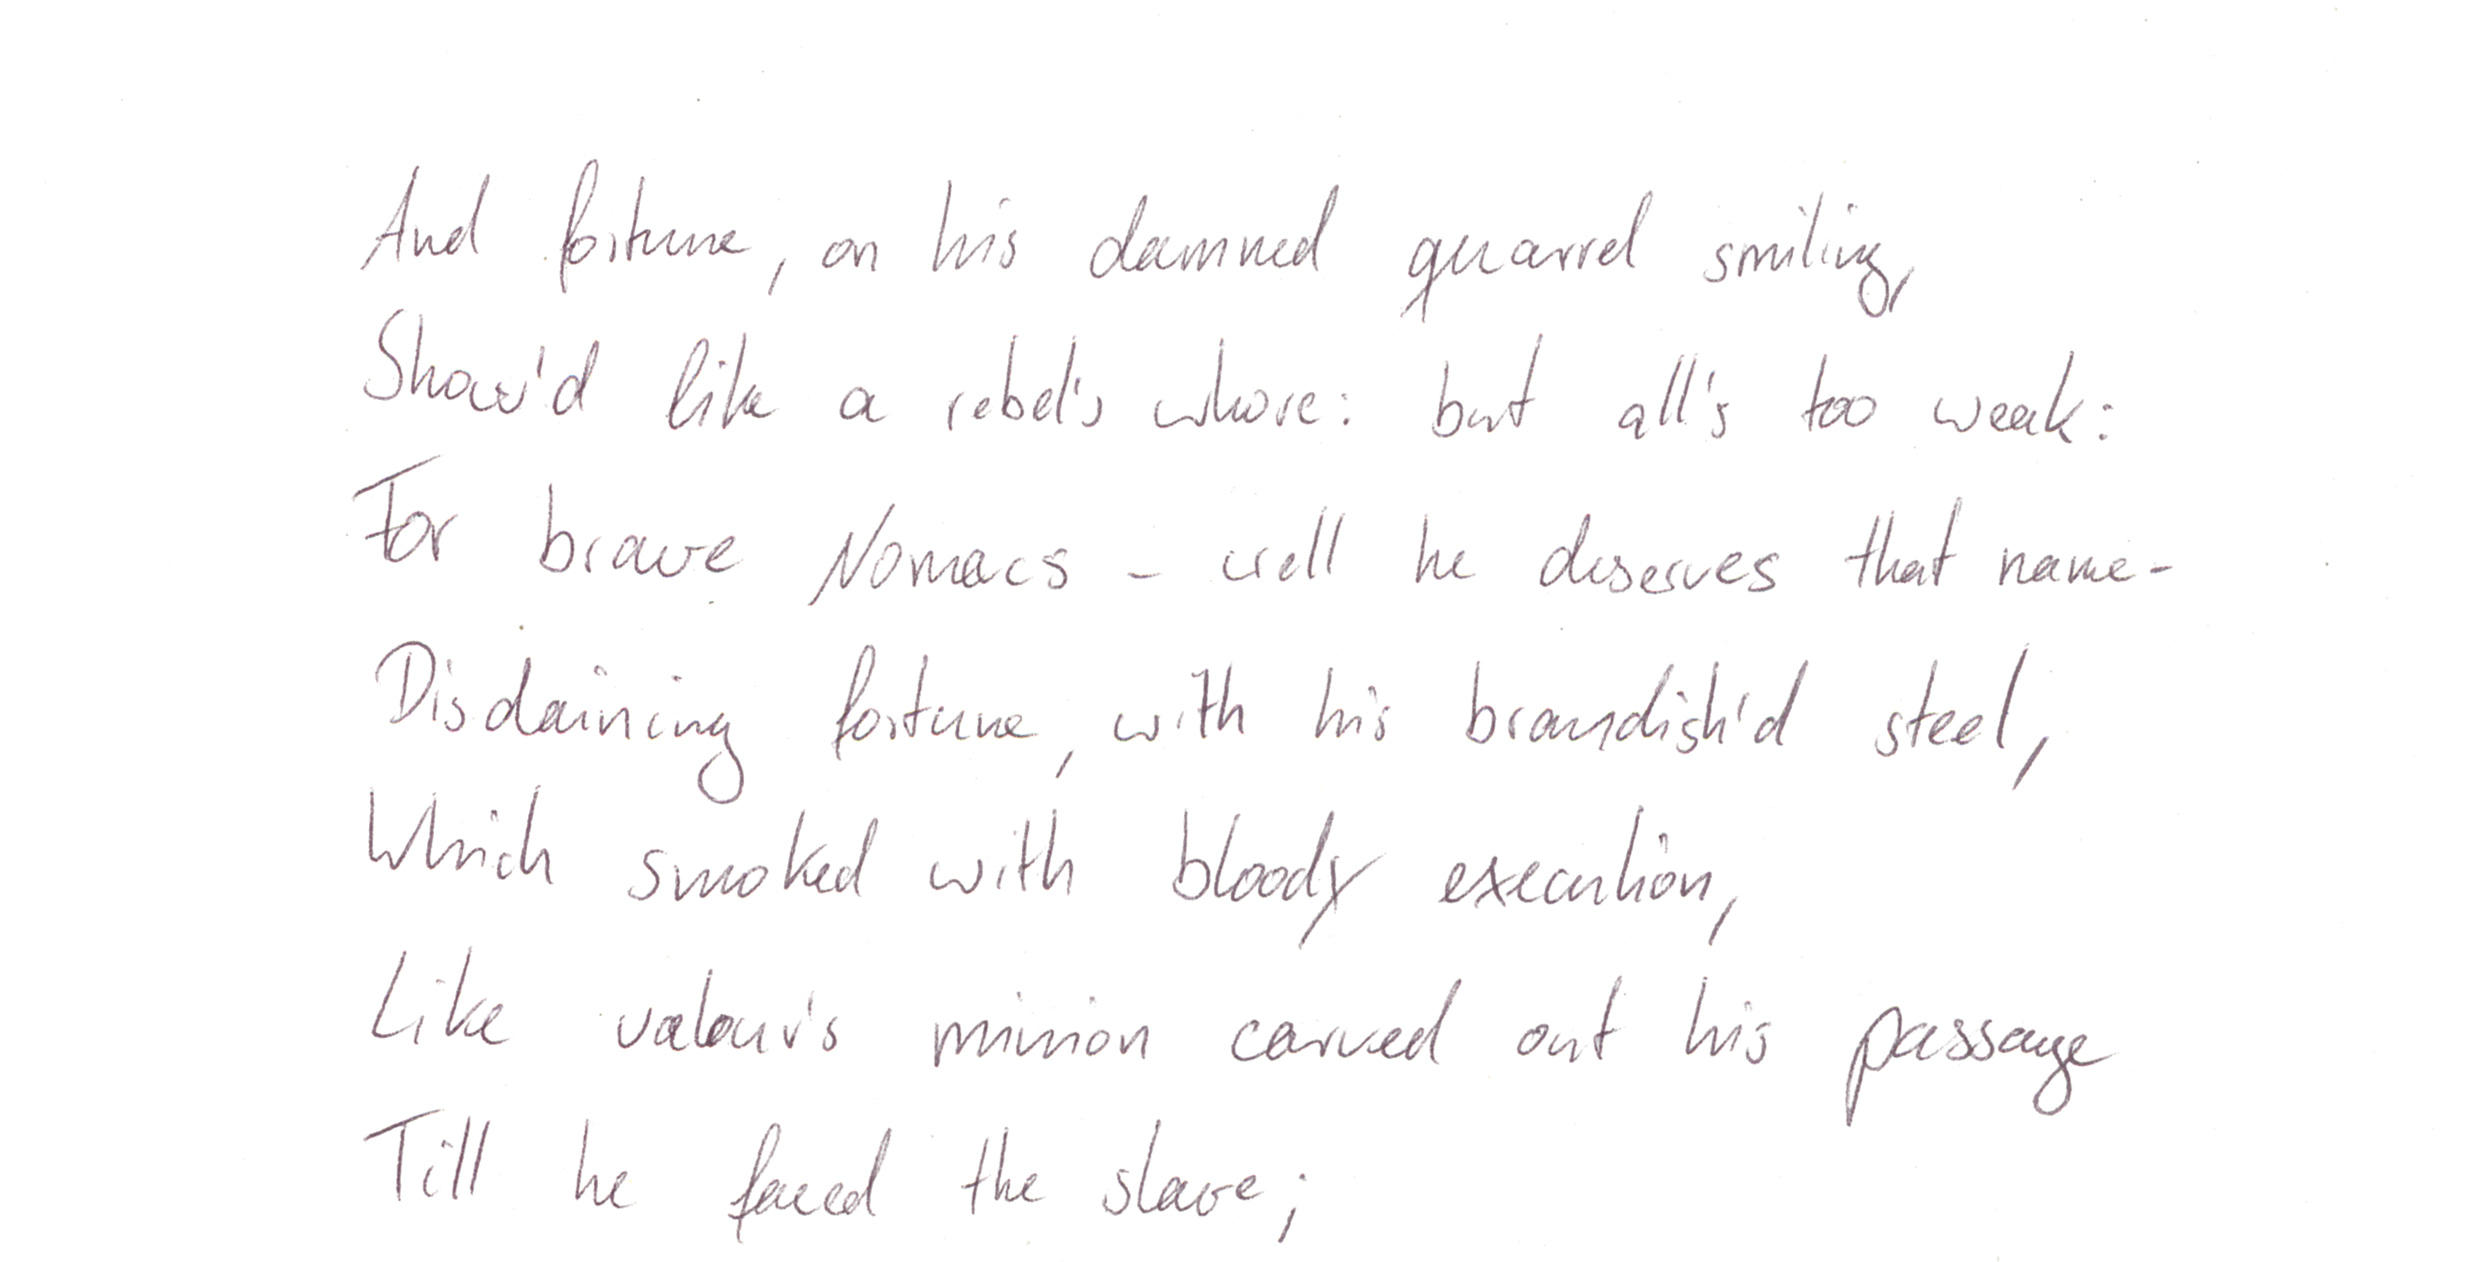 And fortune, on his damned quarrel smiling,
Show'd like a rebel's whore: but all's too weak:
For brave Nomacs - well he deserves that name -
Disdaining fortune, with his brandish'd steel,
Which smoked with bloody execution,
Like valour's minion carved out his passage
Till he faced the slave;